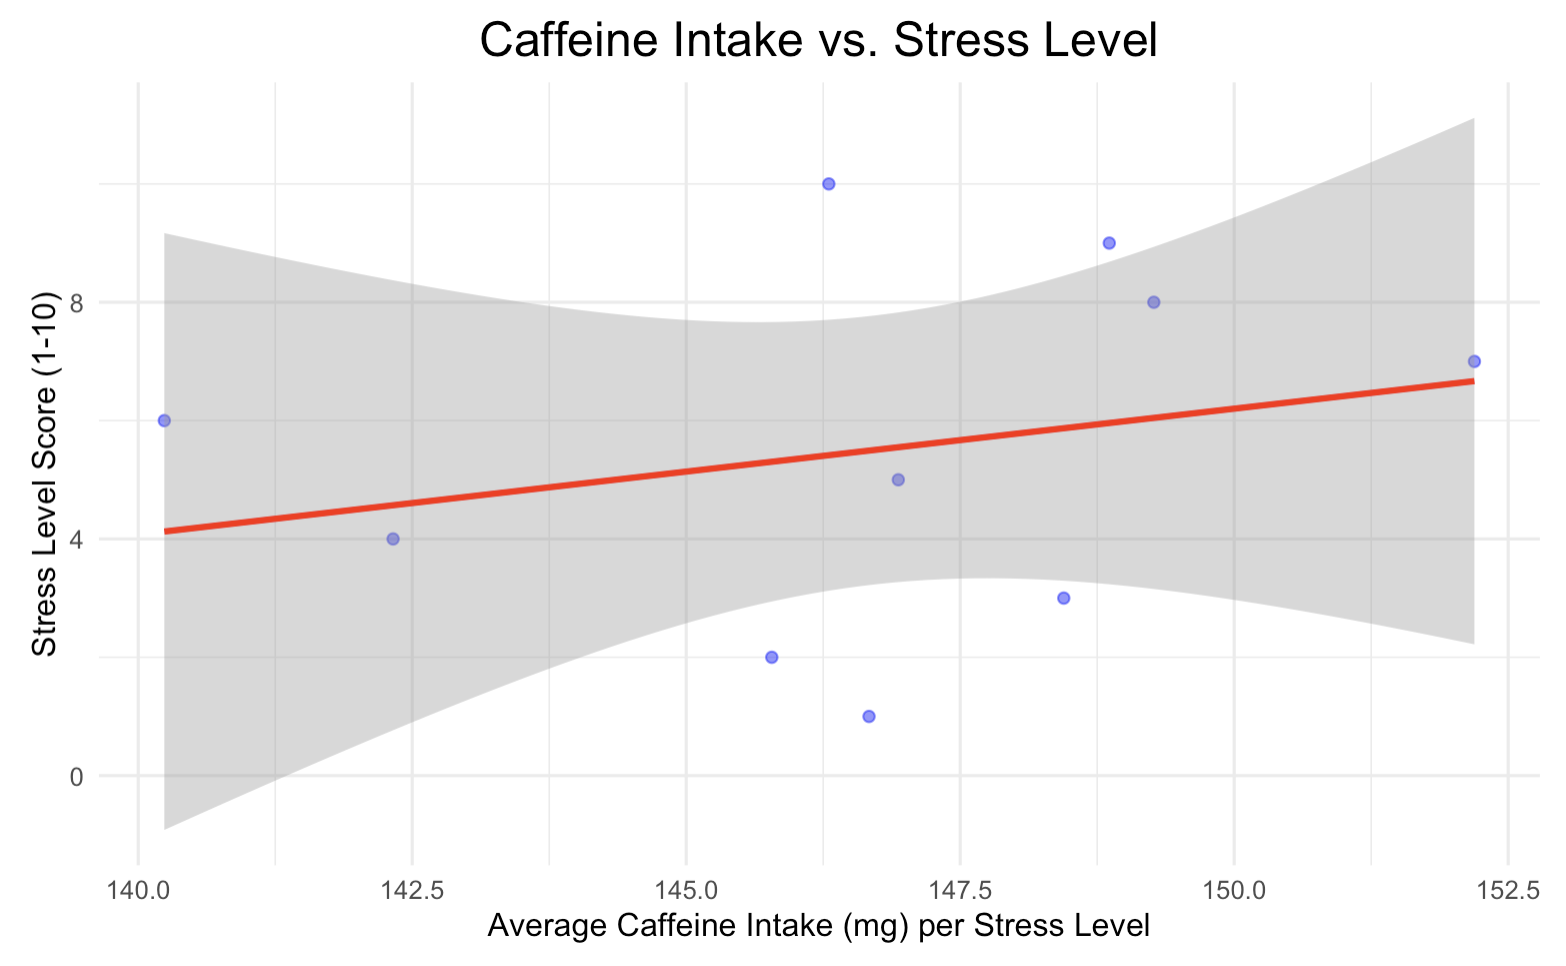 Caffeine Intake vs. Stress Level
Stress Level Score (1-10)
8
4
0
140.0 142.5 145.0 147.5 150.0 152.5
Average Caffeine Intake (mg) per Stress Level